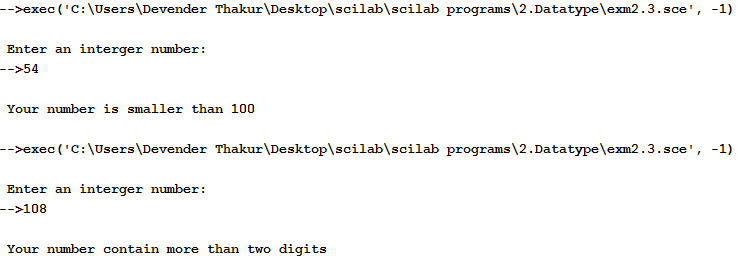 -->exec('C:\Users\Devender Thakur\Desktop\scilab\scilab programs\2.Datatype\exm2.3.sce', -1)
Enter an interger number:
-->54
Your number is smaller than 100
-->exec('C:\Users\Devender Thakur\Desktop\scilab\scilab programs\2.Datatype\exm2.3.sce', -1)
Enter an interger number:
-->108
Your number contain more than two digits